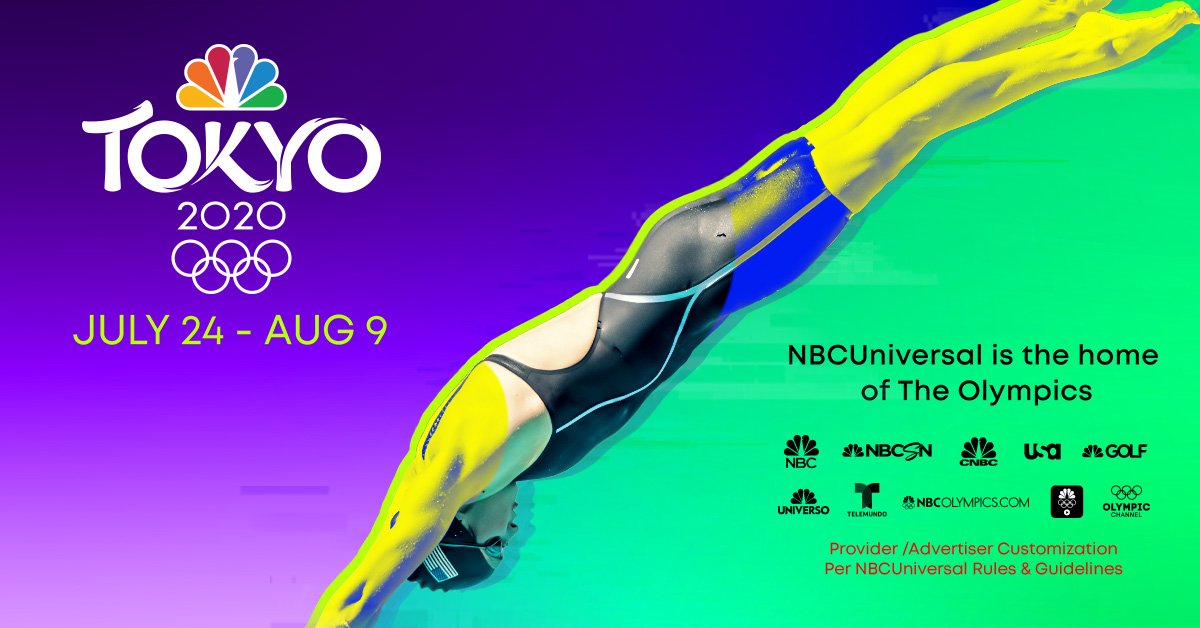 TOKYO
2020
JULY 24 - AUG 9
NBCUniversal is the home
of The Olympics
NBC NBCSN CNBC USA GOLF
UNIVERSO TELEMUNDO NBCOLYMPICS.COM OLYMPIC CHANNEL
Provider /Advertiser Customization
Per NBCUniversal Rules & Guidelines